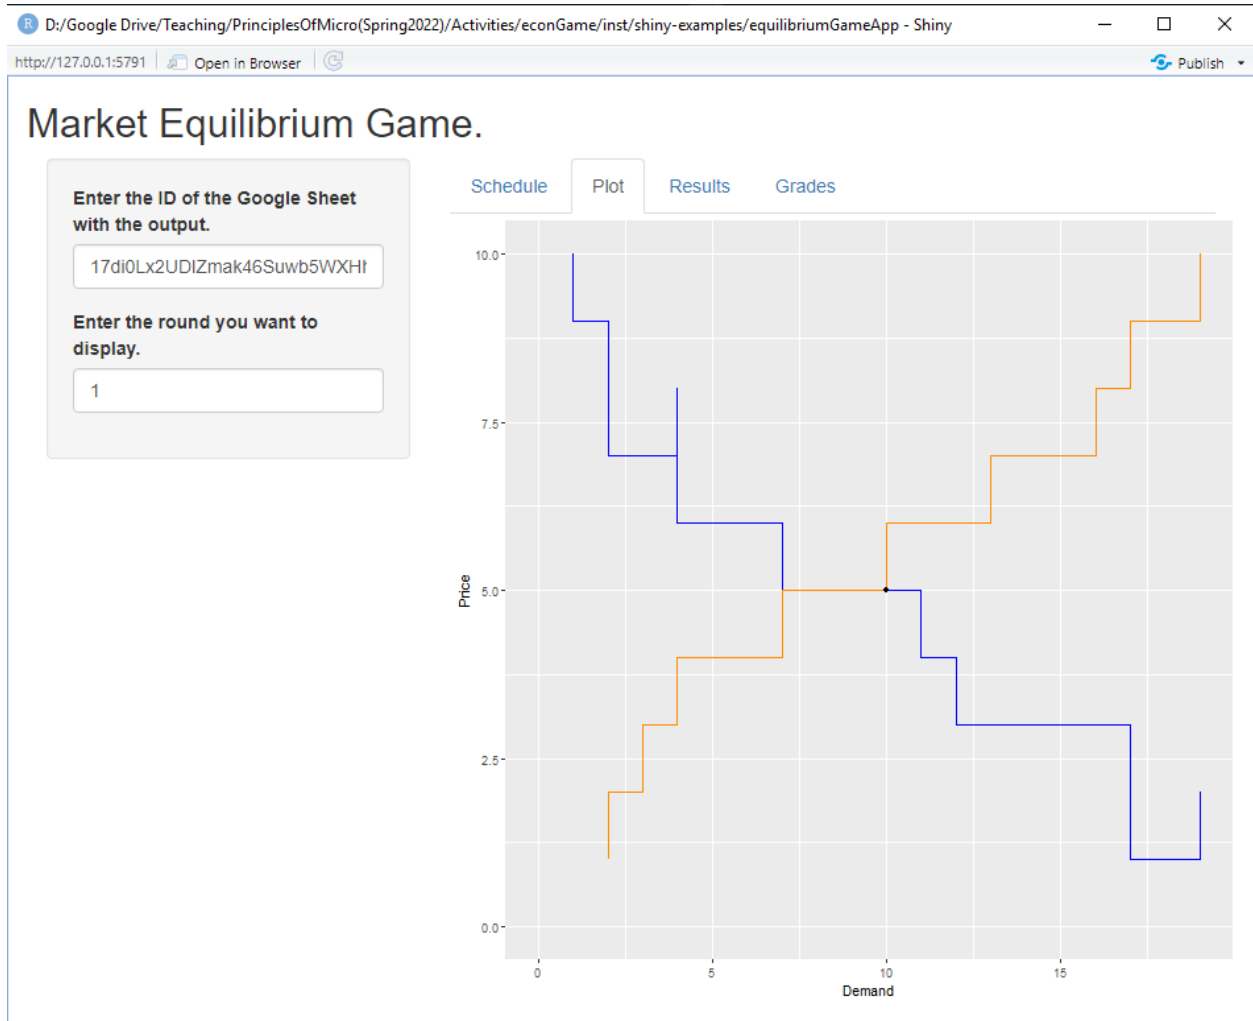 D:/Google Drive/Teaching/PrinciplesOfMicro(Spring2022)/Activities/econGame/inst/shiny-examples/equilibriumGameApp - Shiny
http://127.0.0.1:5791 Open in Browser Publish
Market Equilibrium Game.
Enter the ID of the Google Sheet
with the output.
Enter the round you want to
display.
1
Schedule Plot Results Grades
10.0
7.5
5.0
2.5
0.0
Price
0 5 10 15
Demand